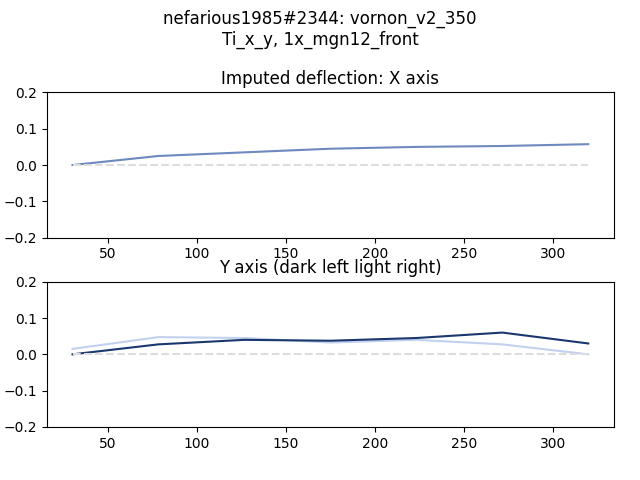 nefarious1985#2344: vornon_v2_350
Ti_x_y, 1x_mgn12_front
Imputed deflection: X axis
0.2
0.1
0.0
−0.1
−0.2
50 100 150 200 250 300
Y axis (dark left light right)
0.2
0.1
0.0
−0.1
−0.2
50 100 150 200 250 300